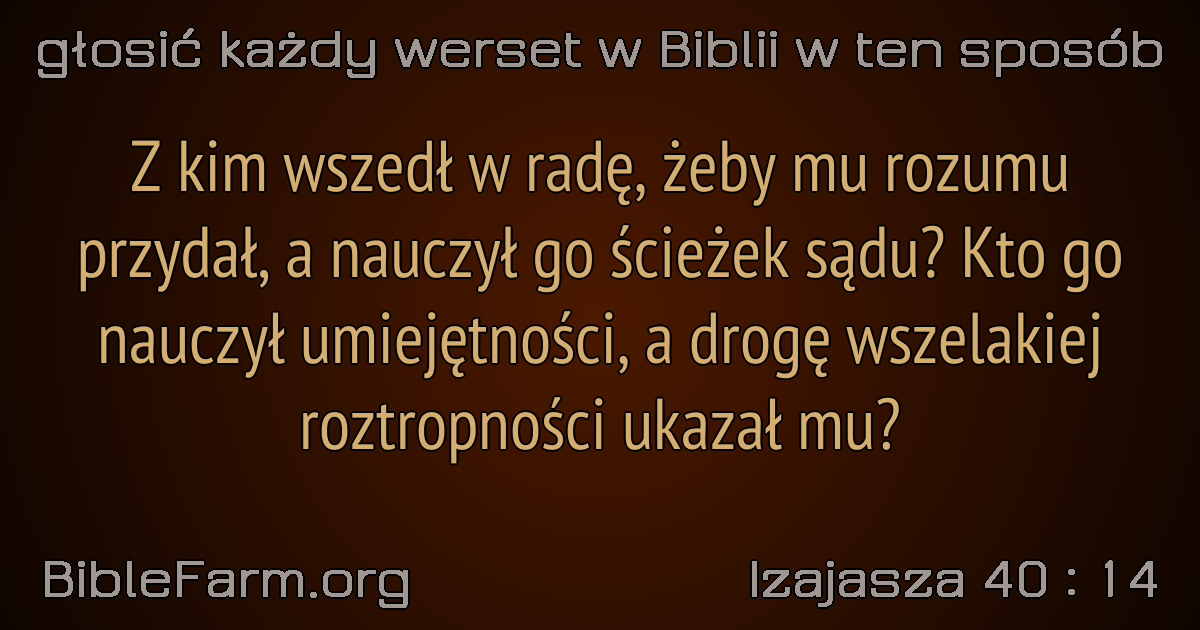 głosić każdy werset w Biblii w ten sposób
Z kim wszedł w radę, żeby mu rozumu
przydał, a nauczył go ścieżek sądu? Kto go
nauczył umiejętności, a drogę wszelakiej
roztropności ukazał mu?
BibleFarm.org
Izajasza 40 : 14